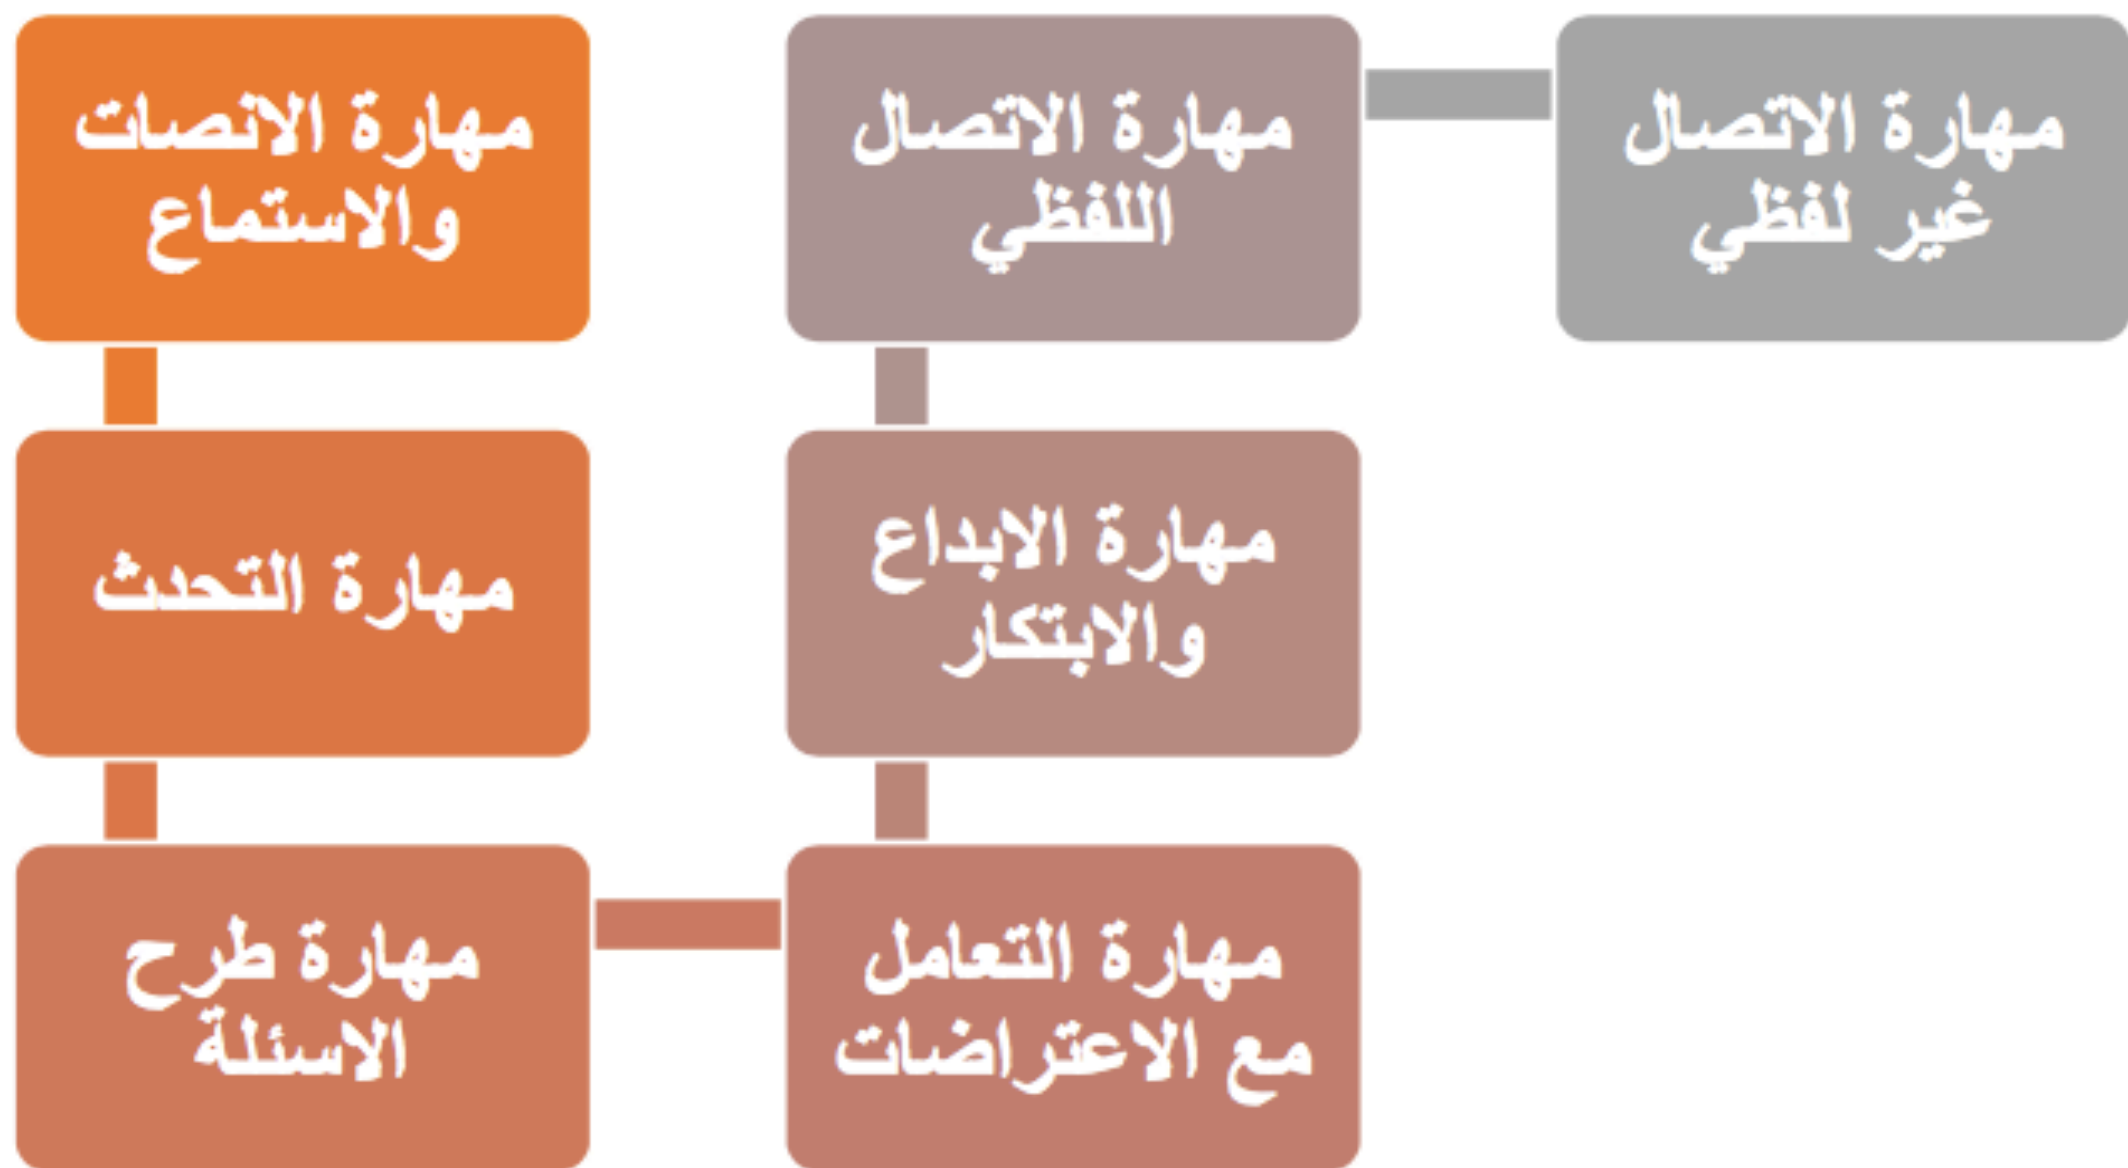 مهارة الانصات
والاستماع
مهارة التحدث
مهارة طرح
الاسئلة
مهارة التعامل
مع الاعتراضات
مهارة الابداع
والابتكار
مهارة الاتصال
اللفظي
مهارة الاتصال
غير لفظي